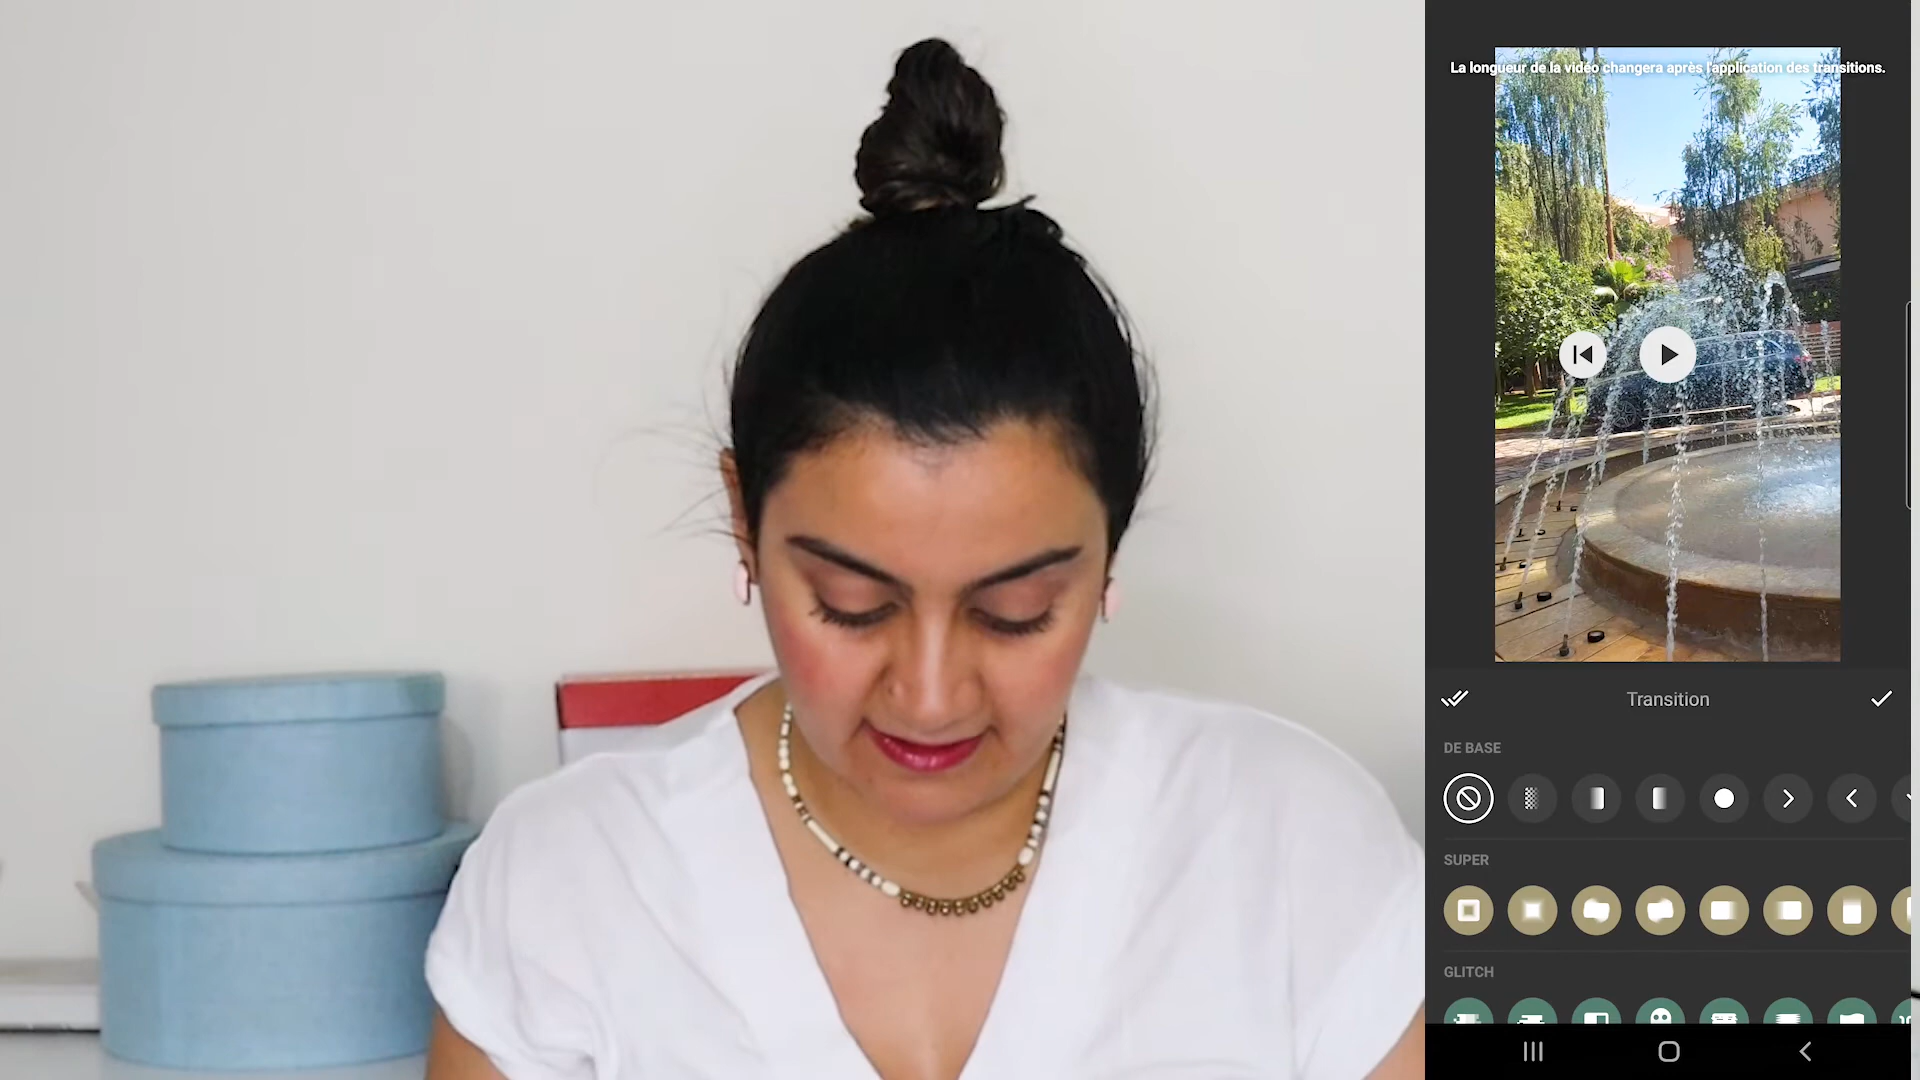 La longueur de la vidéo changera après l'application des transitions.
Transition
DE BASE
SUPER
GLITCH